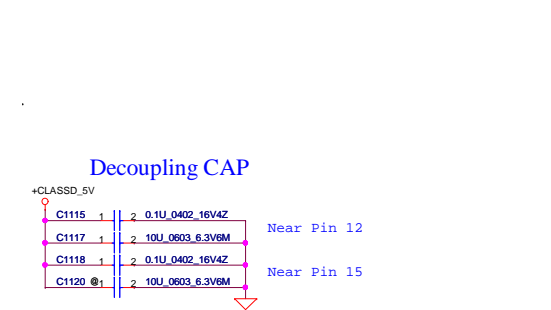 .
Decoupling CAP
+CLASSD_5V
C1115 1 2 0.1U_0402_16V4Z
Near Pin 12
C1117 1 2 10U_0603_6.3V6M
C1118 1 2 0.1U_0402_16V4Z
Near Pin 15
C1120 @ 1 2 10U_0603_6.3V6M